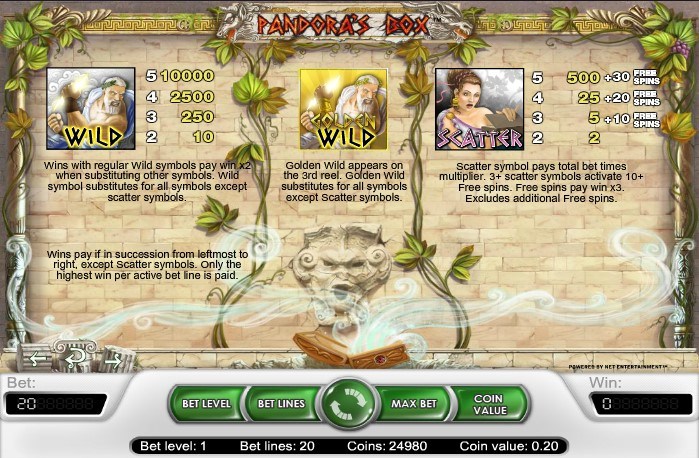 PANDORA'S BOX™
WILD
5 10000
4 2500
3 250
2 10
GOLDEN
WILD
SCATTER
5 500 +30 FREE SPINS
4 25 +20 FREE SPINS
3 5 +10 FREE SPINS
2 2
Wins with regular Wild symbols pay win x2
when substituting other symbols. Wild
symbol substitutes for all symbols except
scatter symbols.
Golden Wild appears on
the 3rd reel. Golden Wild
substitutes for all symbols
except Scatter symbols.
Scatter symbol pays total bet times
multiplier. 3+ scatter symbols activate 10+
Free spins. Free spins pay win x3.
Excludes additional Free spins.
Wins pay if in succession from leftmost to
right, except Scatter symbols. Only the
highest win per active bet line is paid.
POWERED BY NET ENTERTAINMENT™
Bet:
20
BET LEVEL
BET LINES
MAX BET
COIN
VALUE
Win:
0
Bet level: 1 Bet lines: 20 Coins: 24980 Coin value: 0.20